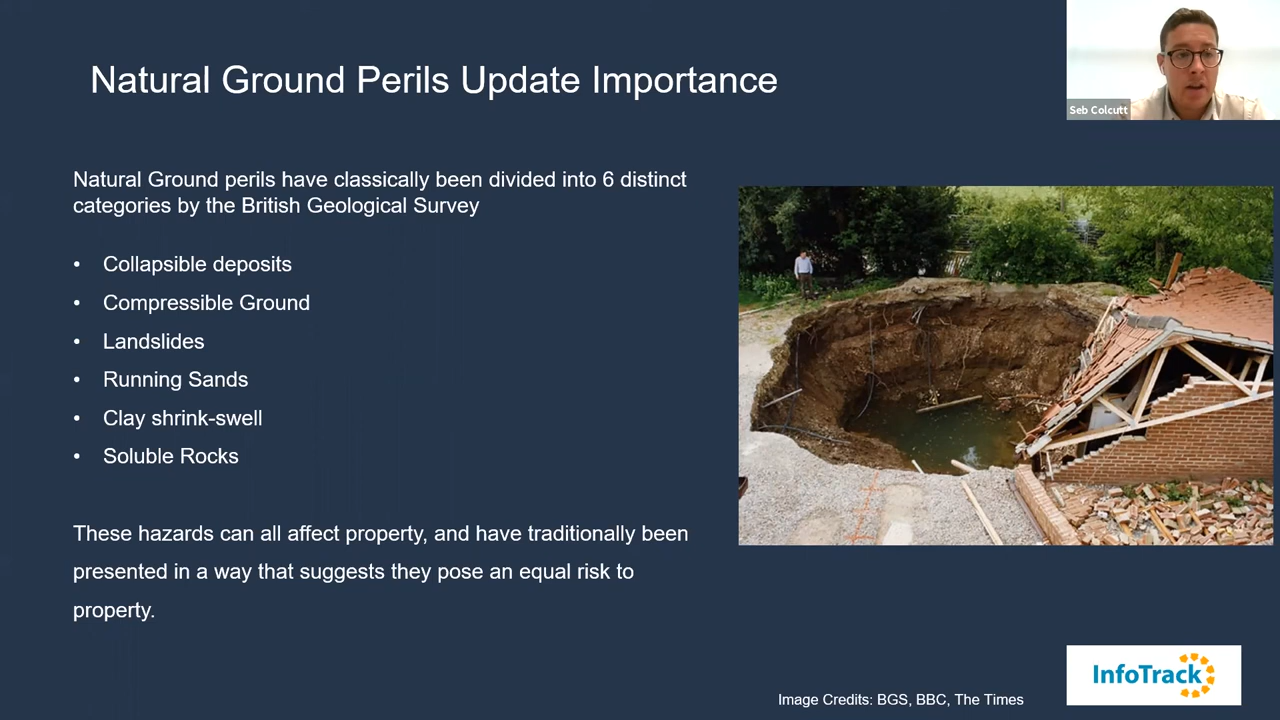 Natural Ground Perils Update Importance
Seb Colcutt
Natural Ground perils have classically been divided into 6 distinct
categories by the British Geological Survey
• Collapsible deposits
• Compressible Ground
• Landslides
• Running Sands
• Clay shrink-swell
• Soluble Rocks
These hazards can all affect property, and have traditionally been
presented in a way that suggests they pose an equal risk to
property.
InfoTrack
Image Credits: BGS, BBC, The Times